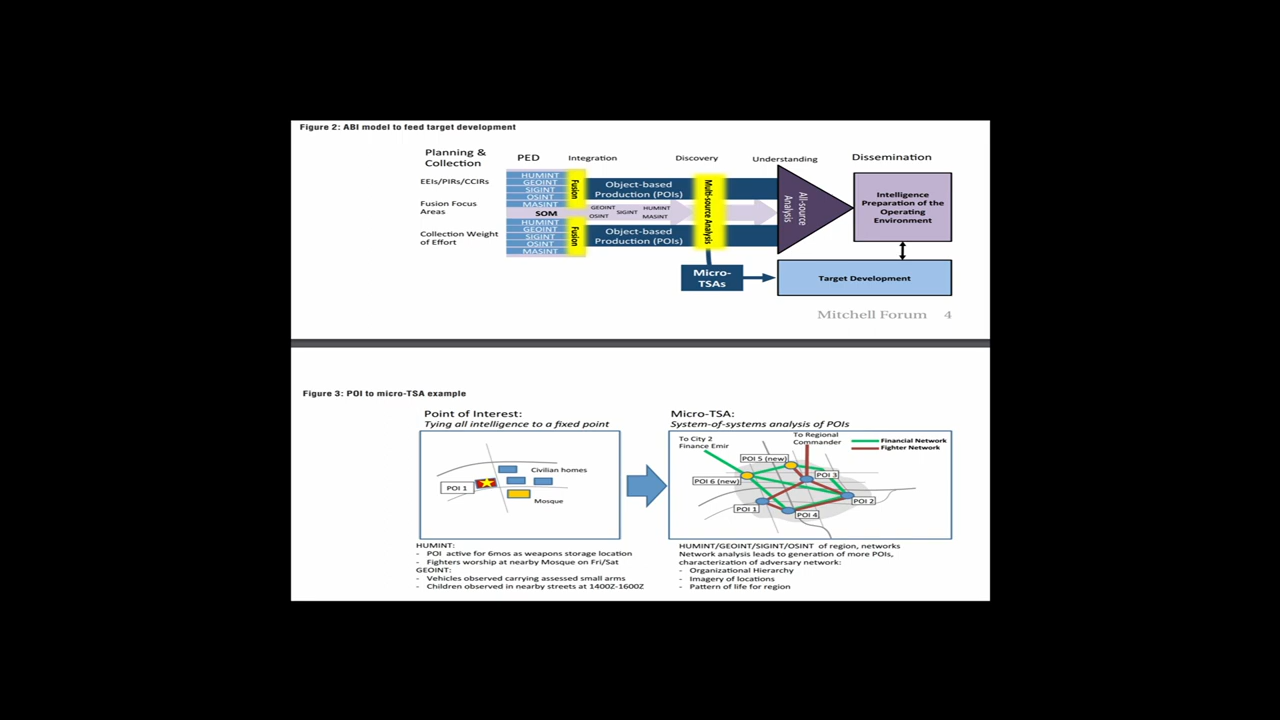 Figure 2: ABI model to feed target development
Planning &
Collection
PED
Integration
Discovery
Understanding
Dissemination
EEIs/PIRs/CCIRs
Fusion Focus
Areas
Collection Weight
of Effort
HUMINT
GEOINT
SIGINT
OSINT
MASINT
SOM
HUMINT
GEOINT
SIGINT
OSINT
MASINT
Fusion
Fusion
Object-based
Production (POIs)
GEOINT HUMINT
SIGINT
OSINT MASINT
Object-based
Production (POIs)
Multi-source Analysis
All-source
Analysis
Intelligence
Preparation of the
Operating
Environment
Micro-
TSAs
Target Development
Mitchell Forum 4
Figure 3: POI to micro-TSA example
Point of Interest:
Tying all intelligence to a fixed point
POI 1
Civilian homes
Mosque
HUMINT:
- POI active for 6mos as weapons storage location
- Fighters worship at nearby Mosque on Fri/Sat
GEOINT:
- Vehicles observed carrying assessed small arms
- Children observed in nearby streets at 1400Z-1600Z
Micro-TSA:
System-of-systems analysis of POIs
To City 2
Finance Emir
To Regional
Commander
Financial Network
Fighter Network
POI 5 (new)
POI 3
POI 6 (new)
POI 2
POI 1
POI 4
HUMINT/GEOINT/SIGINT/OSINT of region, networks
Network analysis leads to generation of more POIs,
characterization of adversary network:
- Organizational Hierarchy
- Imagery of locations
- Pattern of life for region